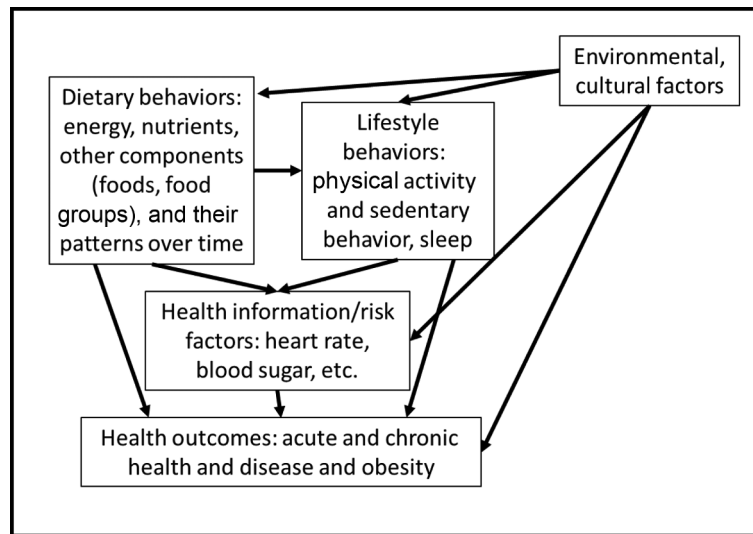 Environmental,
cultural factors
Dietary behaviors:
energy, nutrients,
other components
(foods, food
groups), and their
patterns over time
Lifestyle
behaviors:
physical activity
and sedentary
behavior, sleep
Health information/risk
factors: heart rate,
blood sugar, etc.
Health outcomes: acute and chronic
health and disease and obesity